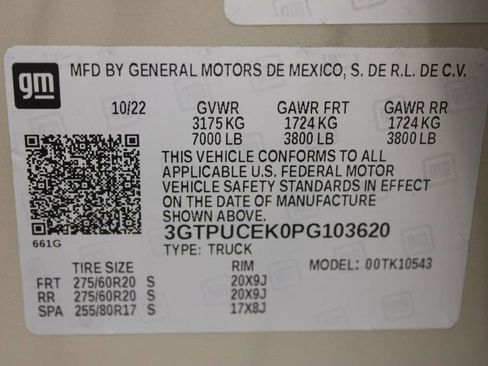 gm MFD BY GENERAL MOTORS DE MEXICO, S. DE R.L. DE C.V.
10/22 GVWR GAWR FRT GAWR RR
3175 KG 1724 KG 1724 KG
7000 LB 3800 LB 3800 LB
THIS VEHICLE CONFORMS TO ALL
APPLICABLE U.S. FEDERAL MOTOR
VEHICLE SAFETY STANDARDS IN EFFECT
ON THE DATE OF MANUFACTURE
SHOWN ABOVE.
661G 3GTPUCEK0PG103620
TYPE: TRUCK
TIRE SIZE RIM MODEL: 00TK10543
FRT 275/60R20 S 20X9J
RR 275/60R20 S 20X9J
SPA 255/80R17 S 17X8J